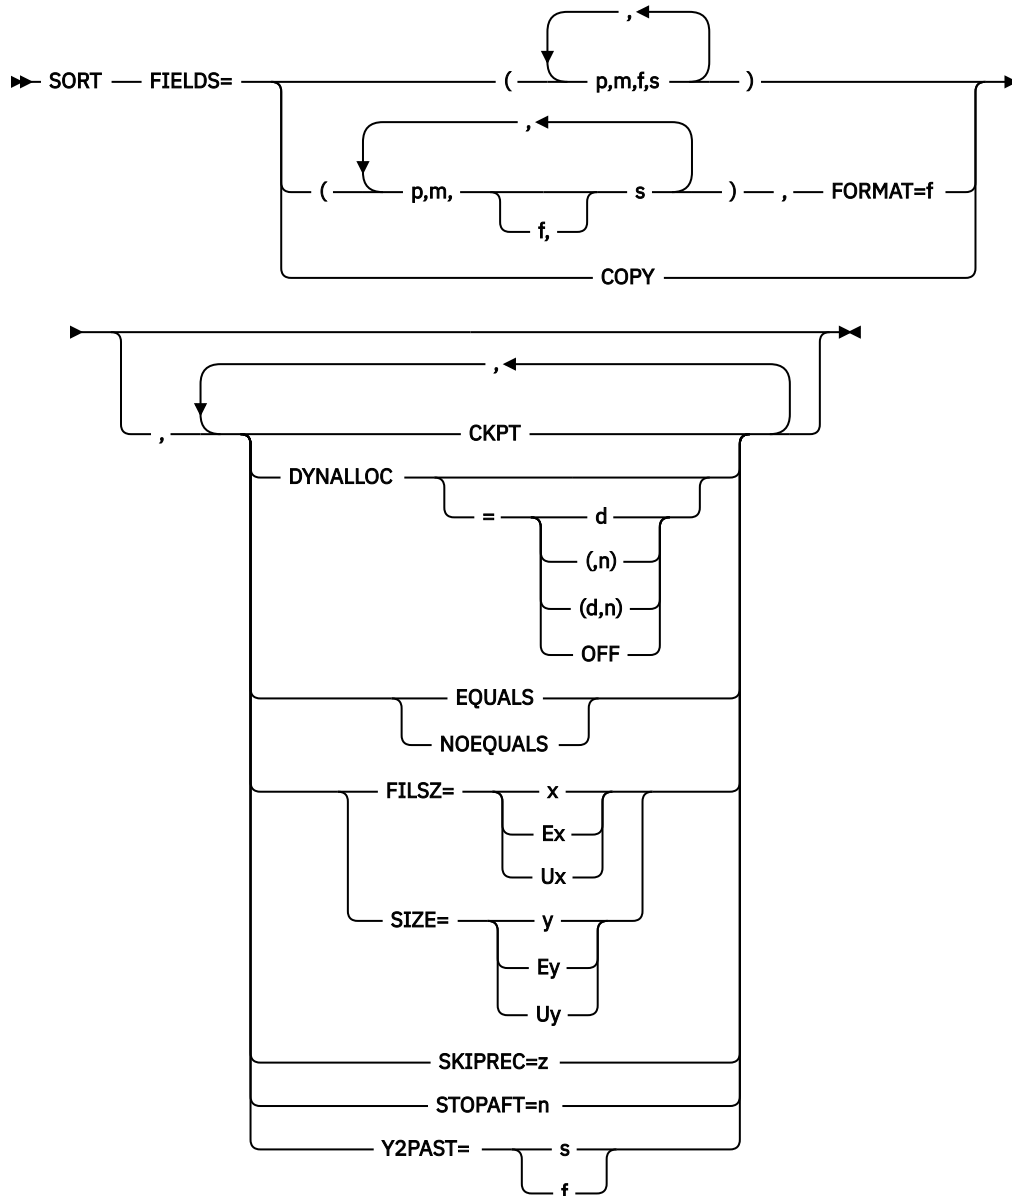 ,
SORT FIELDS= ( p,m,f,s )
,
( p,m, s ) , FORMAT=f
f,
COPY
,
, CKPT
DYNALLOC
= d
(,n)
(d,n)
OFF
EQUALS
NOEQUALS
FILSZ= x
Ex
Ux
SIZE= y
Ey
Uy
SKIPREC=z
STOPAFT=n
Y2PAST= s
f